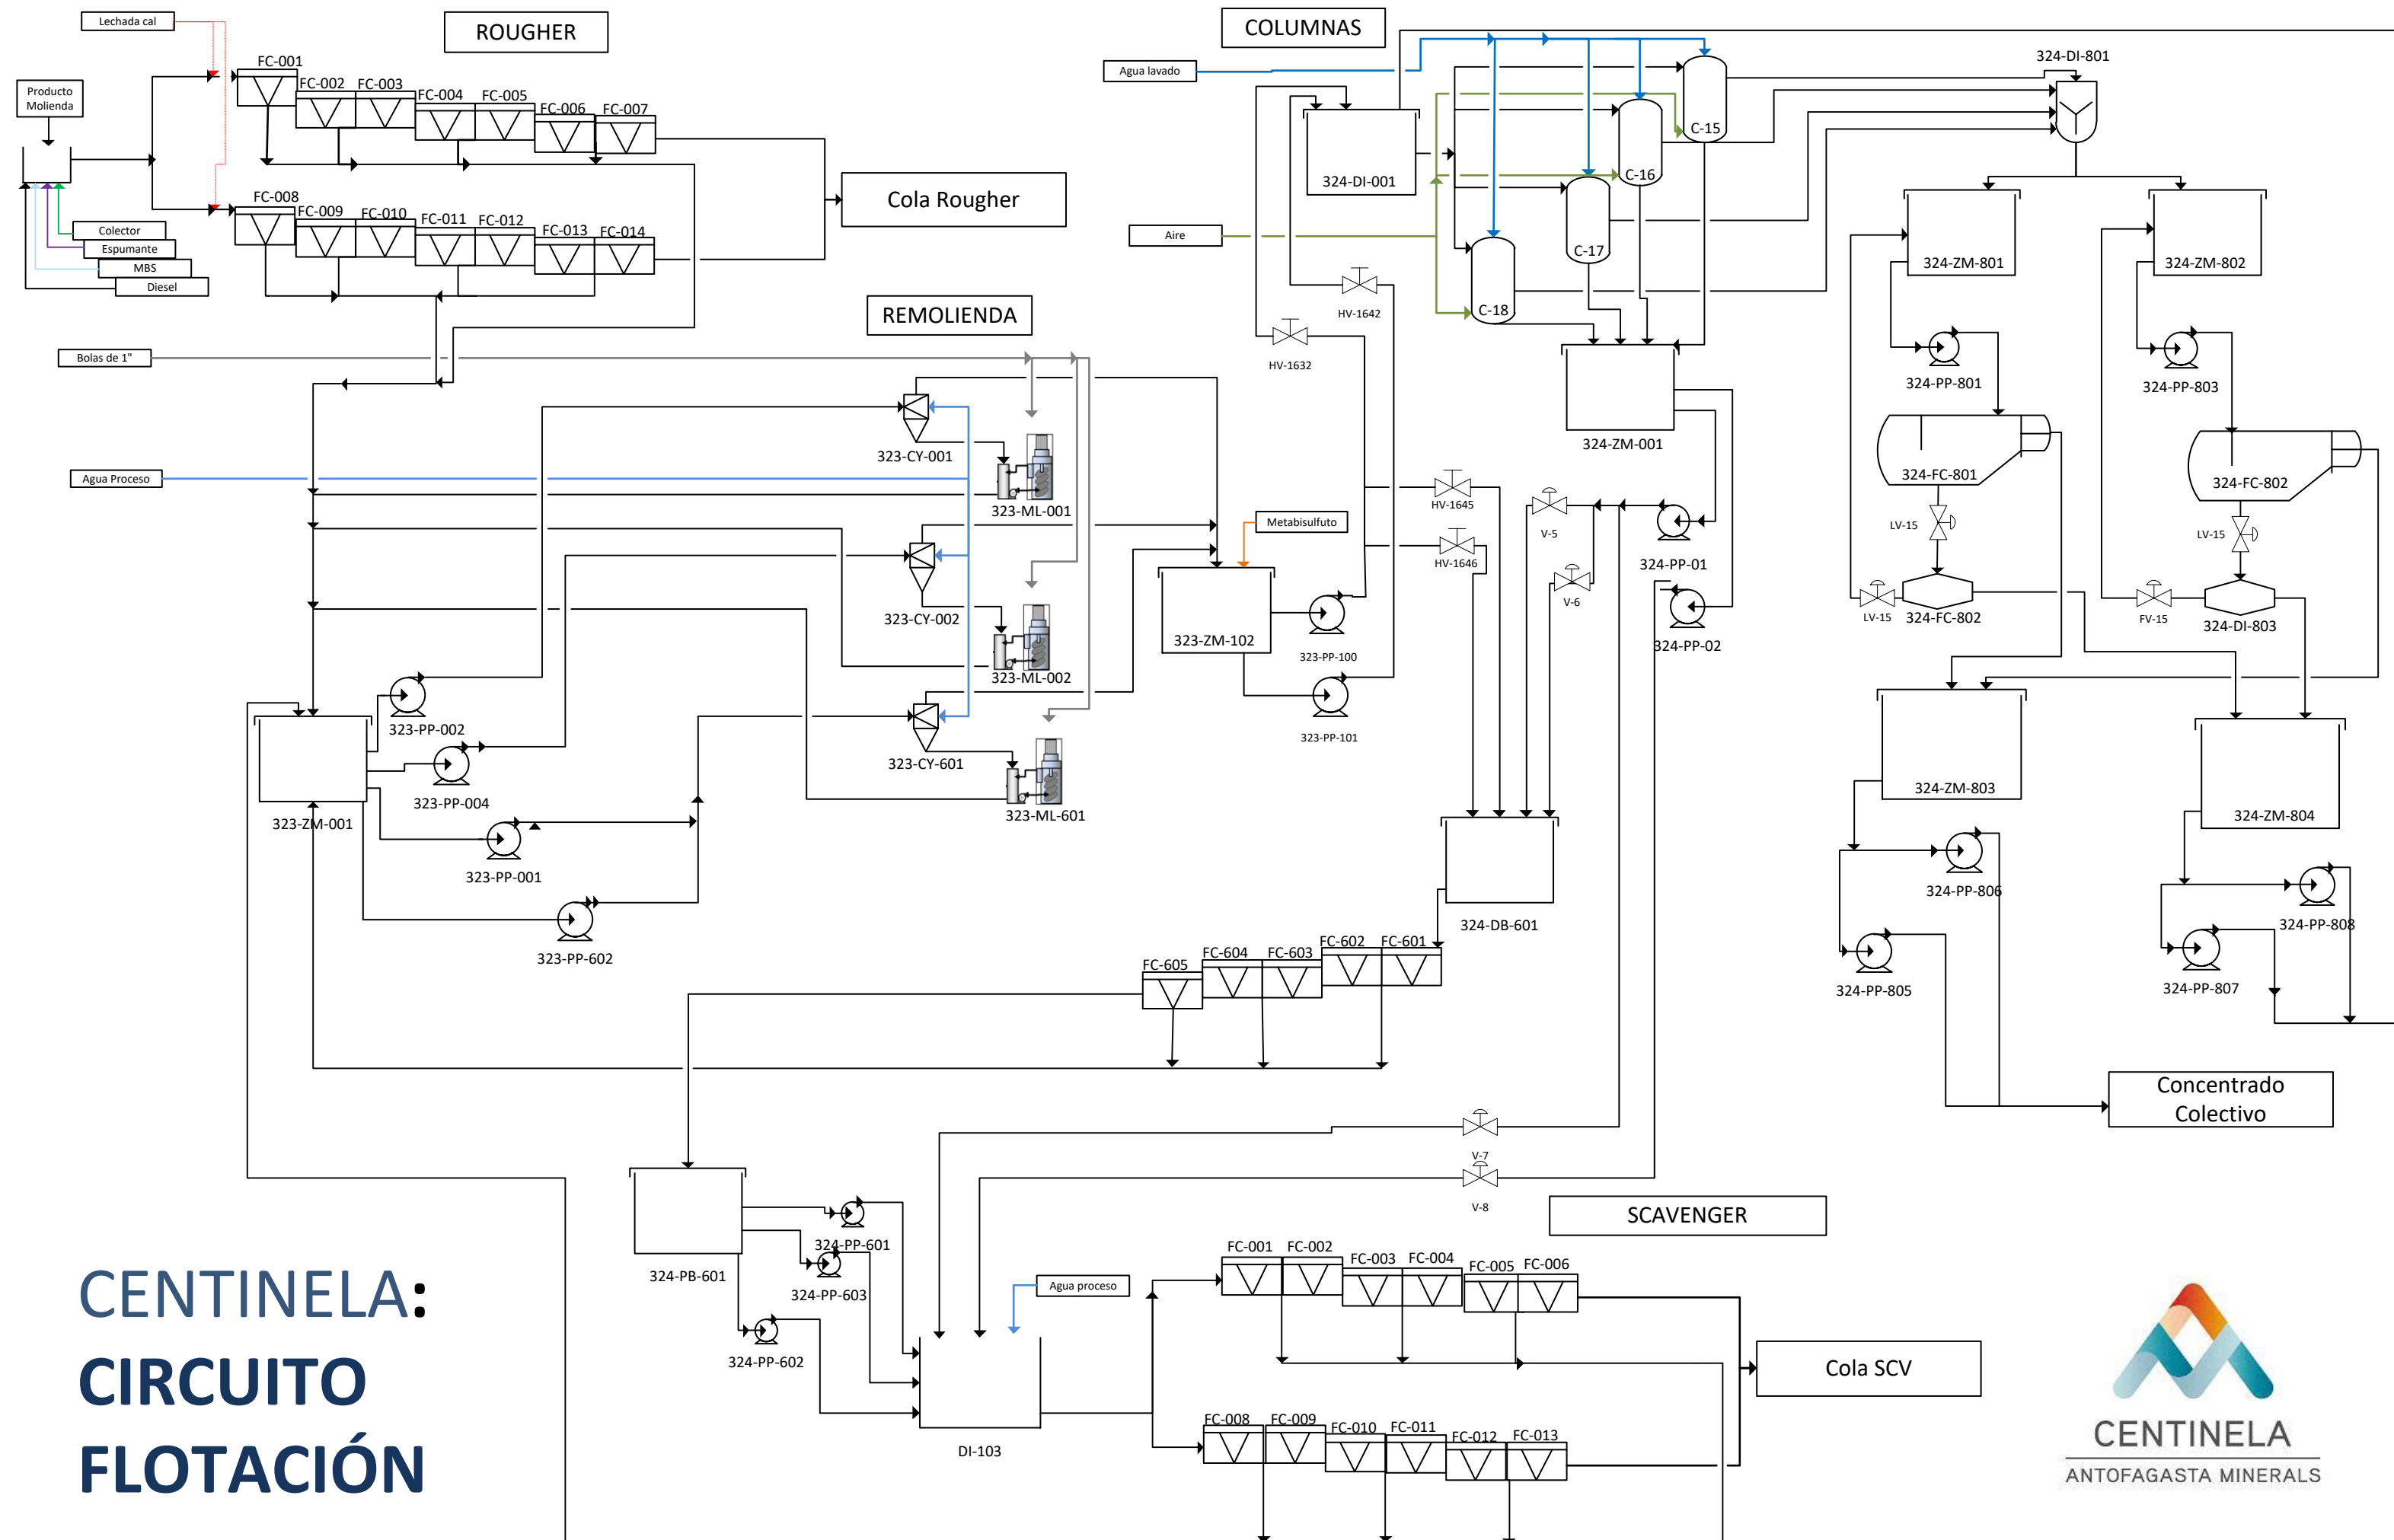 Lechada cal
ROUGHER
Producto
Molienda
FC-001
FC-002
FC-003
FC-004
FC-005
FC-006
FC-007
FC-008
FC-009
FC-010
FC-011
FC-012
FC-013
FC-014
Cola Rougher
Colector
Espumante
MBS
Diesel
COLUMNAS
Agua lavado
Aire
324-DI-001
C-15
C-16
C-17
C-18
324-DI-801
HV-1642
HV-1632
324-ZM-001
324-ZM-801
324-ZM-802
324-PP-801
324-PP-803
324-FC-801
324-FC-802
LV-15
LV-15
LV-15
324-FC-802
FV-15
324-DI-803
REMOLIENDA
Bolas de 1"
Agua Proceso
323-CY-001
323-ML-001
323-CY-002
323-ML-002
323-CY-601
323-ML-601
Metabisulfuto
323-ZM-102
323-PP-100
323-PP-101
HV-1645
HV-1646
V-5
V-6
324-PP-01
324-PP-02
323-ZM-001
323-PP-002
323-PP-004
323-PP-001
323-PP-602
324-DB-601
324-ZM-803
324-ZM-804
324-PP-806
324-PP-805
324-PP-808
324-PP-807
FC-605
FC-604
FC-603
FC-602
FC-601
Concentrado
Colectivo
V-7
V-8
324-PB-601
324-PP-601
324-PP-603
324-PP-602
Agua proceso
DI-103
SCAVENGER
FC-001
FC-002
FC-003
FC-004
FC-005
FC-006
FC-008
FC-009
FC-010
FC-011
FC-012
FC-013
Cola SCV
CENTINELA:
CIRCUITO
FLOTACIÓN
CENTINELA
ANTOFAGASTA MINERALS